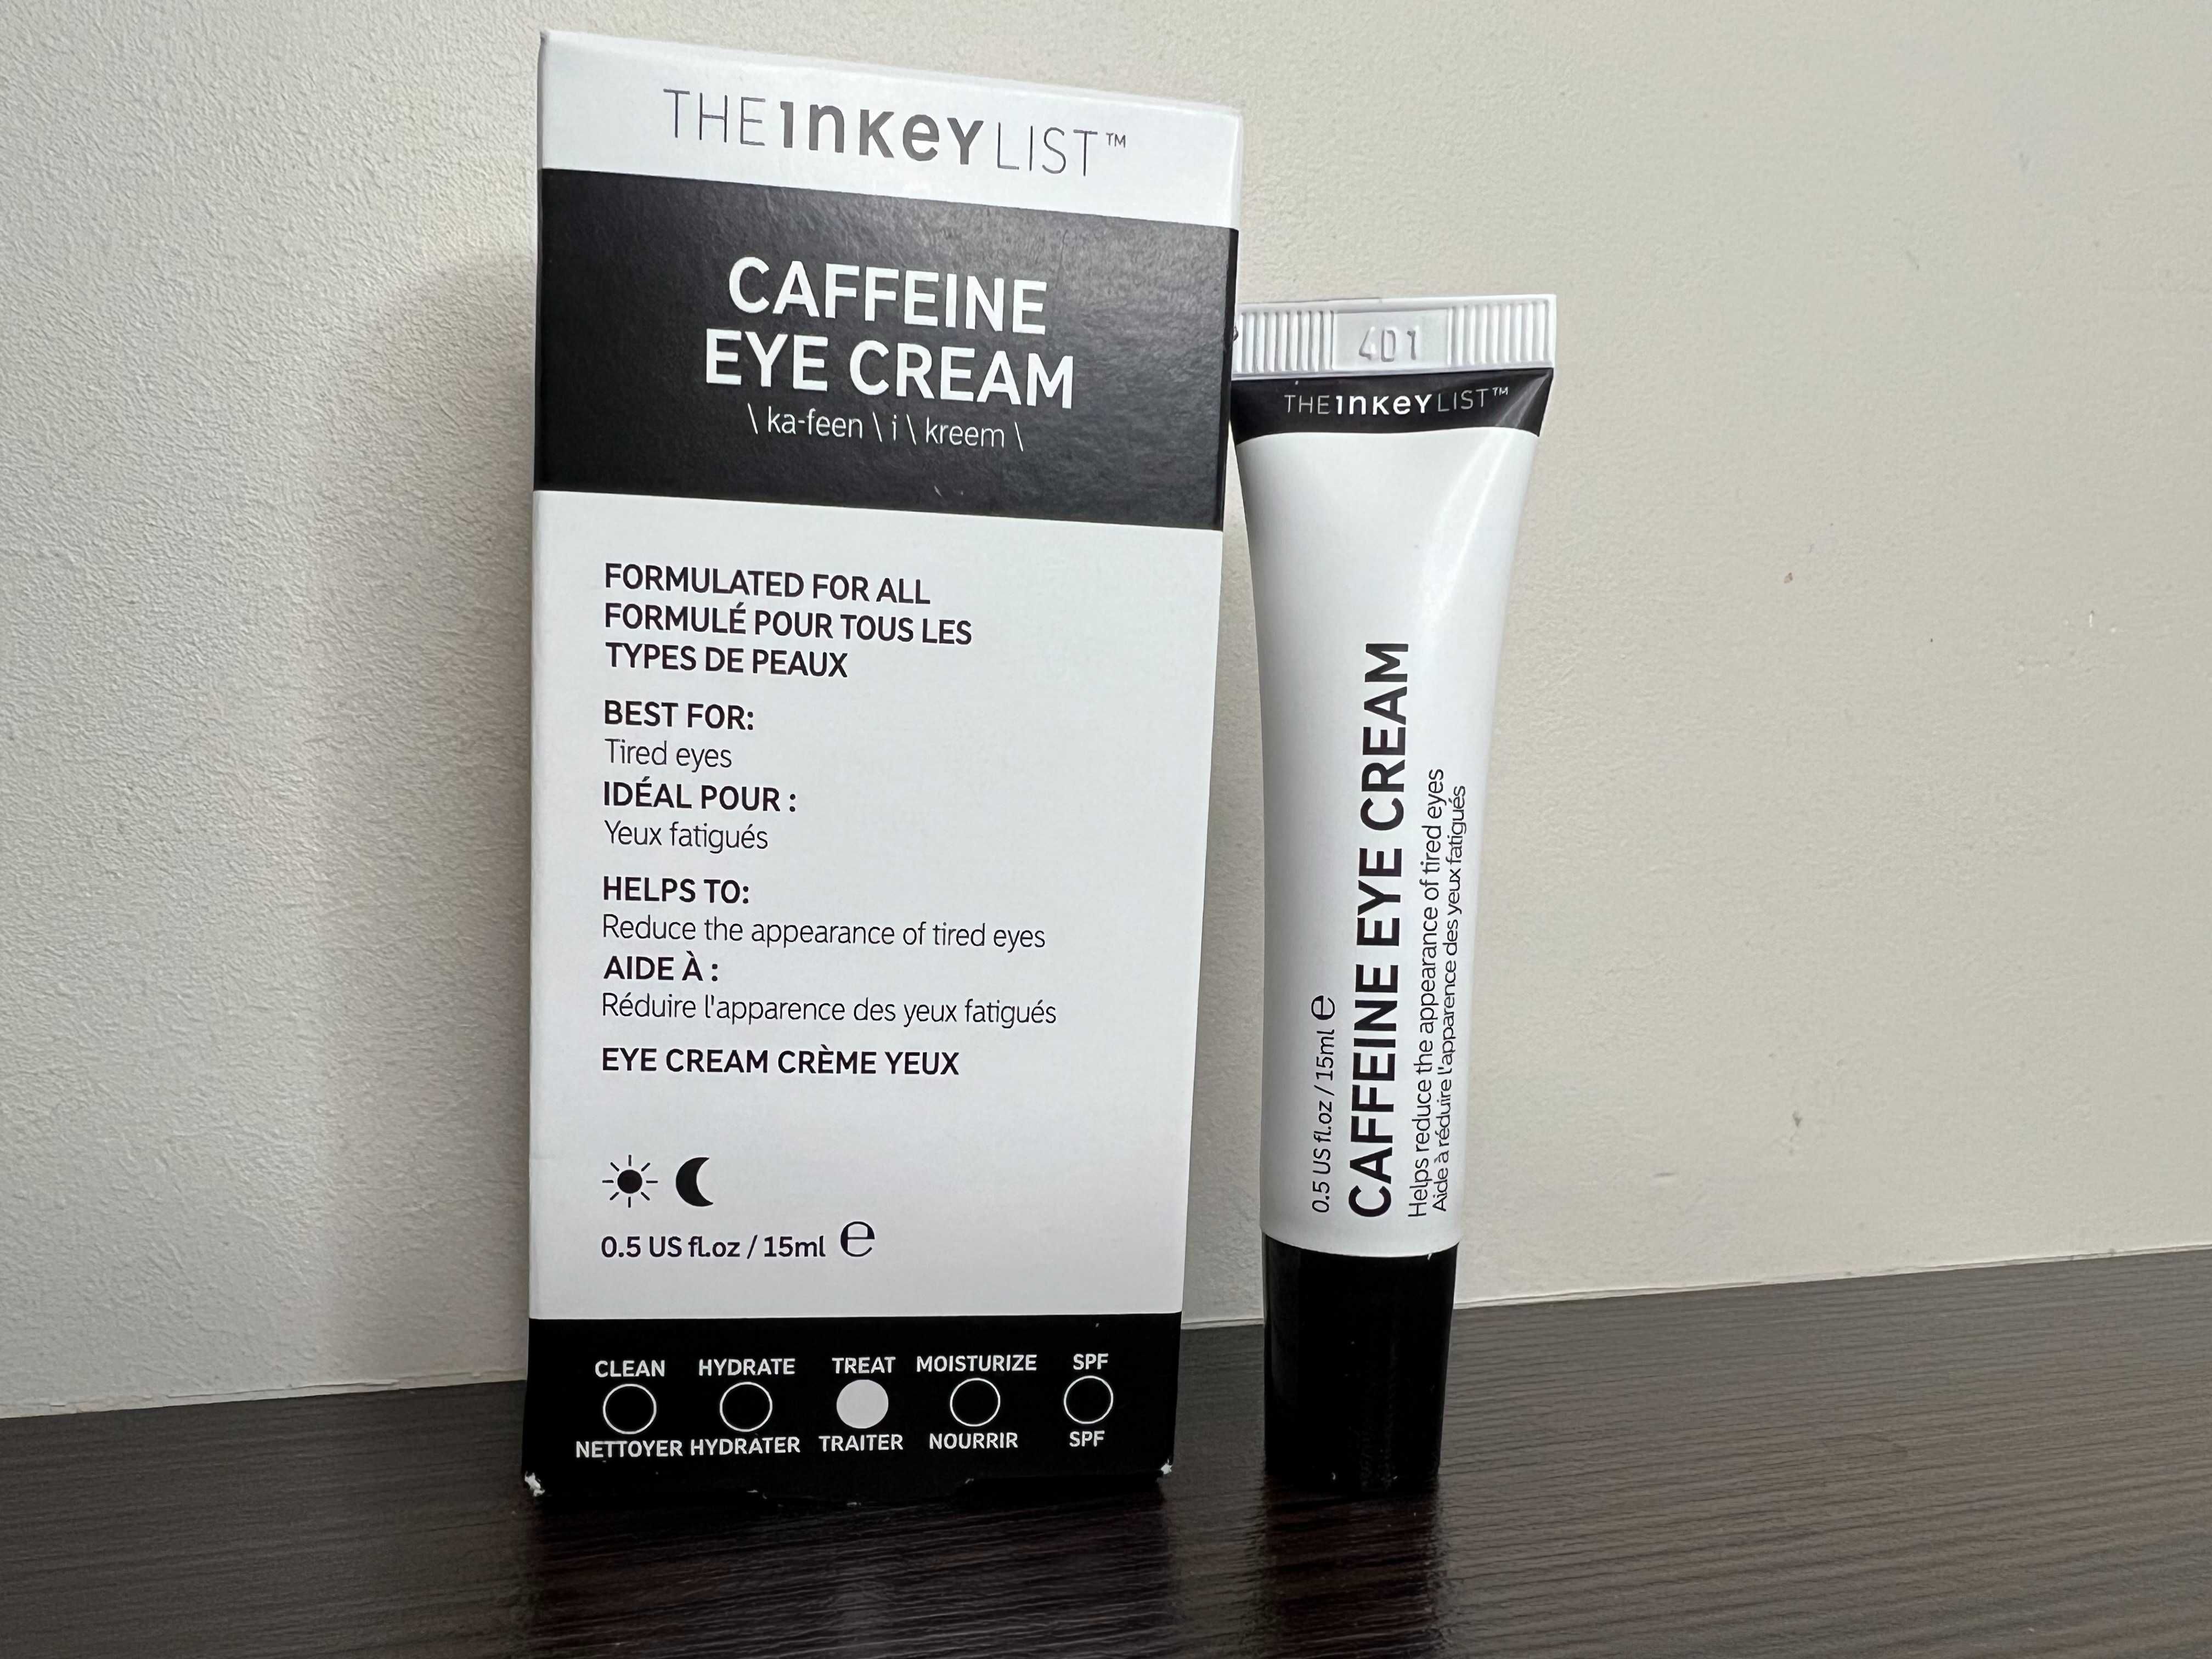 THE INKEY LIST™
CAFFEINE
EYE CREAM
\ ka-feen \ i \ kreem \
FORMULATED FOR ALL
FORMULÉ POUR TOUS LES
TYPES DE PEAUX
BEST FOR:
Tired eyes
IDÉAL POUR :
Yeux fatigués
HELPS TO:
Reduce the appearance of tired eyes
AIDE À :
Réduire l'apparence des yeux fatigués
EYE CREAM CRÈME YEUX
0.5 US fl.oz / 15ml ℮
CLEAN HYDRATE TREAT MOISTURIZE SPF
NETTOYER HYDRATER TRAITER NOURRIR SPF
401
THE INKEY LIST™
0.5 US fl.oz / 15ml ℮
CAFFEINE EYE CREAM
Helps reduce the appearance of tired eyes
Aide à réduire l'apparence des yeux fatigués